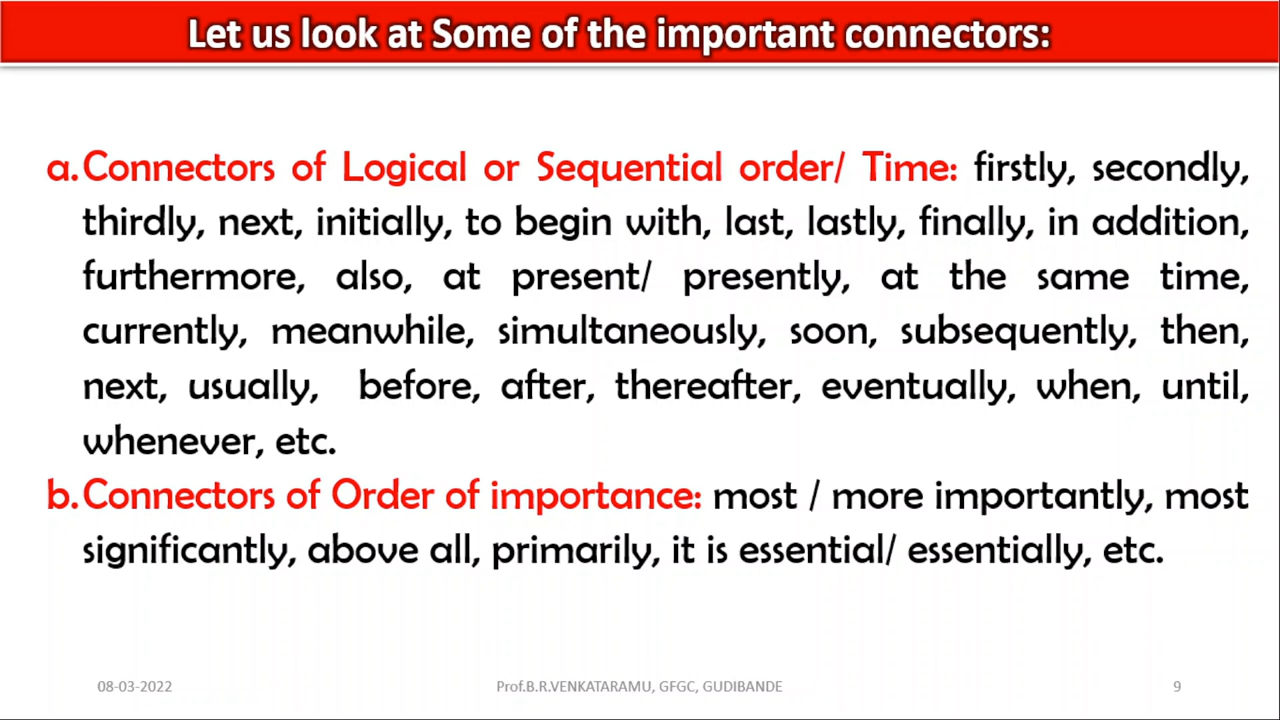 Let us look at Some of the important connectors:
a. Connectors of Logical or Sequential order/ Time: firstly, secondly,
thirdly, next, initially, to begin with, last, lastly, finally, in addition,
furthermore, also, at present/ presently, at the same time,
currently, meanwhile, simultaneously, soon, subsequently, then,
next, usually, before, after, thereafter, eventually, when, until,
whenever, etc.
b. Connectors of Order of importance: most / more importantly, most
significantly, above all, primarily, it is essential/ essentially, etc.
08-03-2022
Prof.B.R.VENKATARAMU, GFGC, GUDIBANDE
9